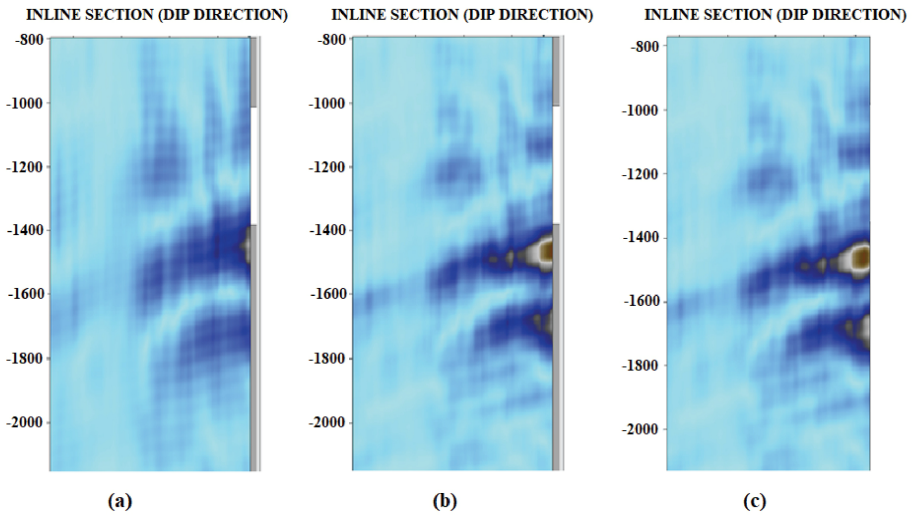 INLINE SECTION (DIP DIRECTION) INLINE SECTION (DIP DIRECTION) INLINE SECTION (DIP DIRECTION)
-800 -800 -800
-1000 -1000 -1000
-1200 -1200 -1200
-1400 -1400 -1400
-1600 -1600 -1600
-1800 -1800 -1800
-2000 -2000 -2000
(a) (b) (c)